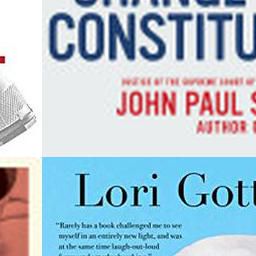 CONSTITU
JUSTICE OF THE SUPREME COURT OF
JOHN PAUL S
AUTHOR O
Lori Gott
"Rarely has a book challenged me to see
myself in an entirely new light, and was
at the same time laugh-out-loud